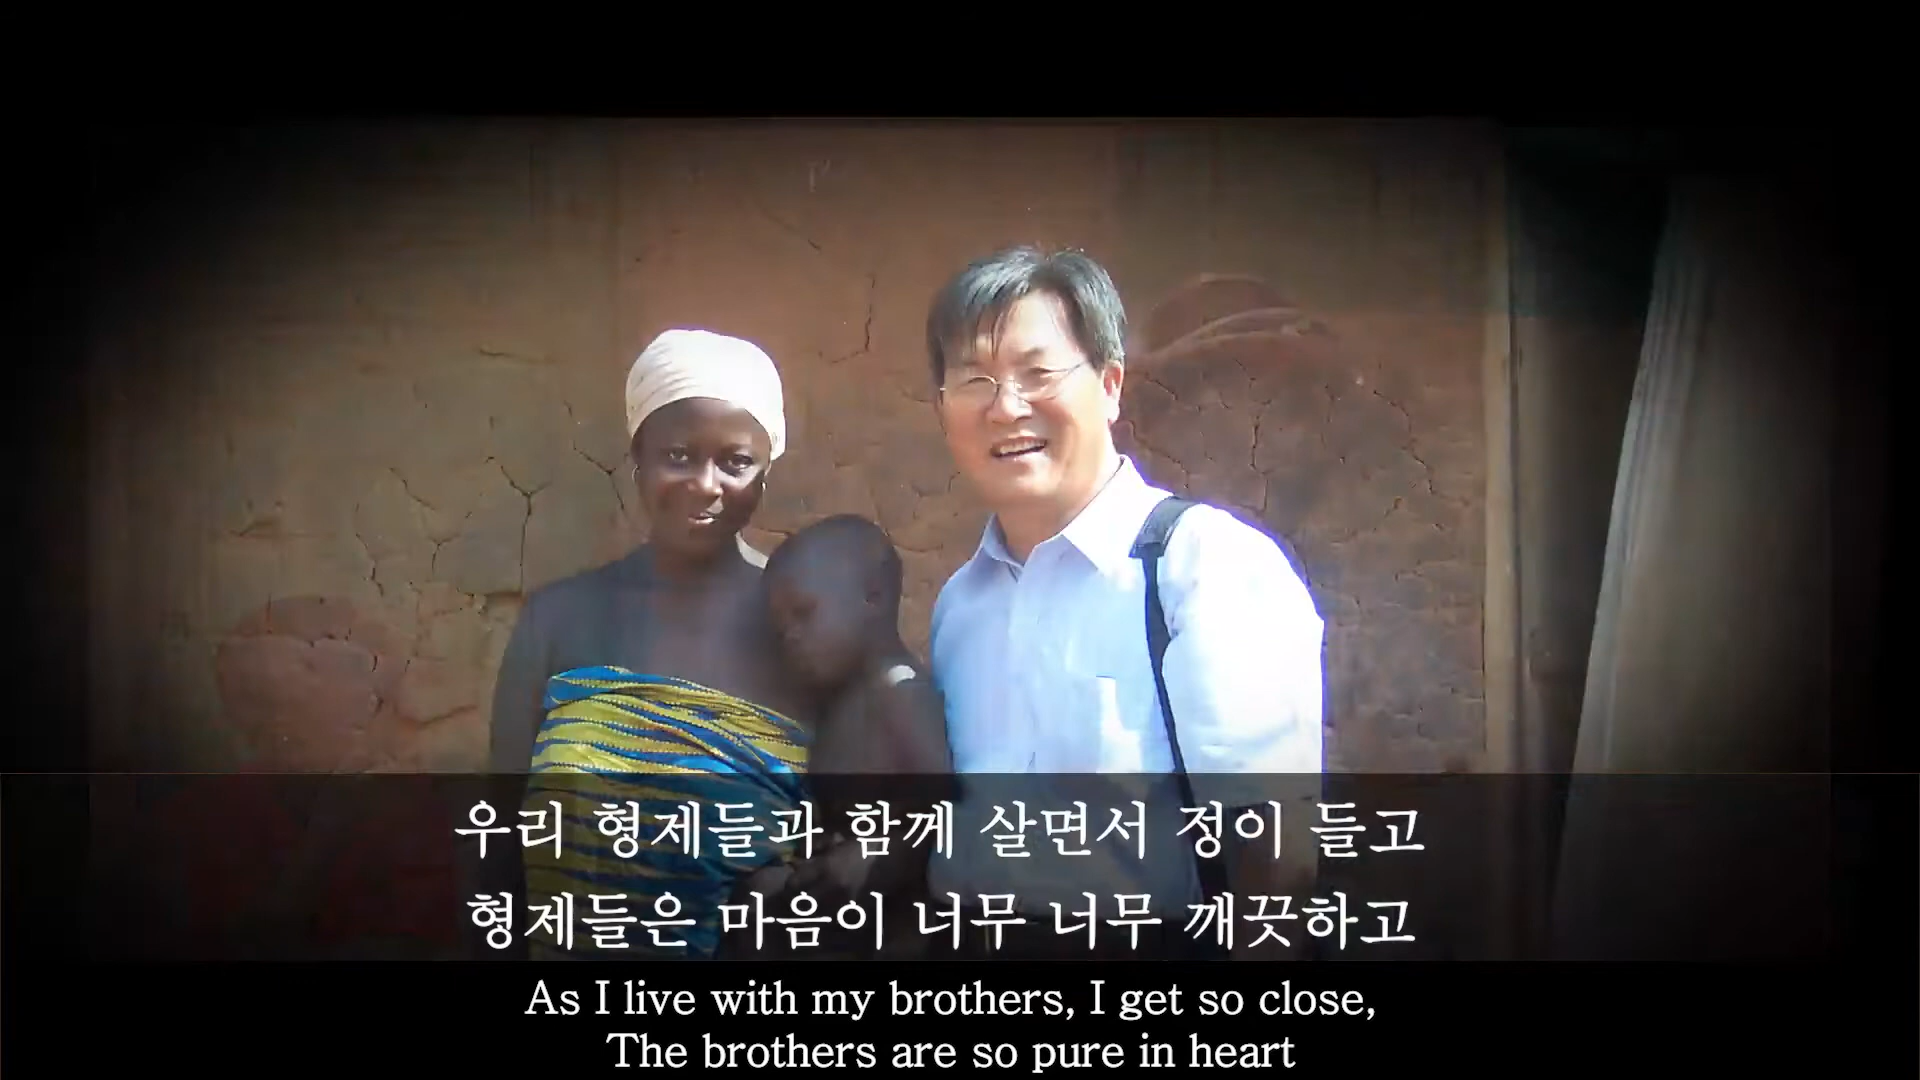 우리 형제들과 함께 살면서 정이 들고
형제들은 마음이 너무 너무 깨끗하고
As I live with my brothers, I get so close,
The brothers are so pure in heart